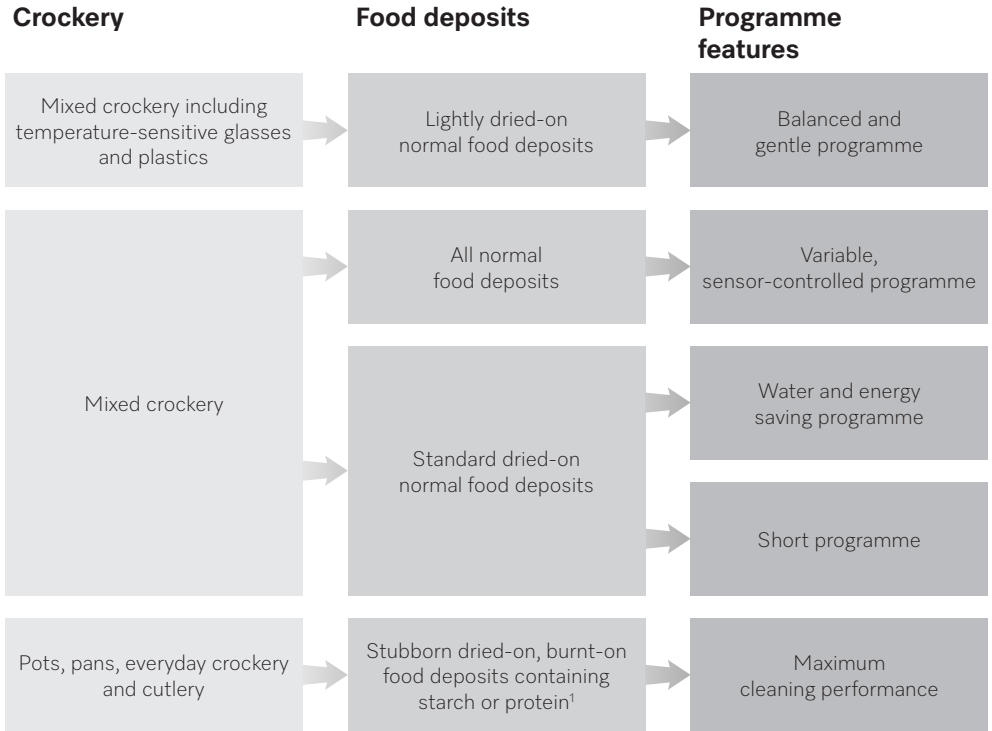 Crockery
Food deposits
Programme
features
Mixed crockery including
temperature-sensitive glasses
and plastics
Lightly dried-on
normal food deposits
Balanced and
gentle programme
Mixed crockery
All normal
food deposits
Variable,
sensor-controlled programme
Standard dried-on
normal food deposits
Water and energy
saving programme
Short programme
Pots, pans, everyday crockery
and cutlery
Stubborn dried-on, burnt-on
food deposits containing
starch or protein¹
Maximum
cleaning performance